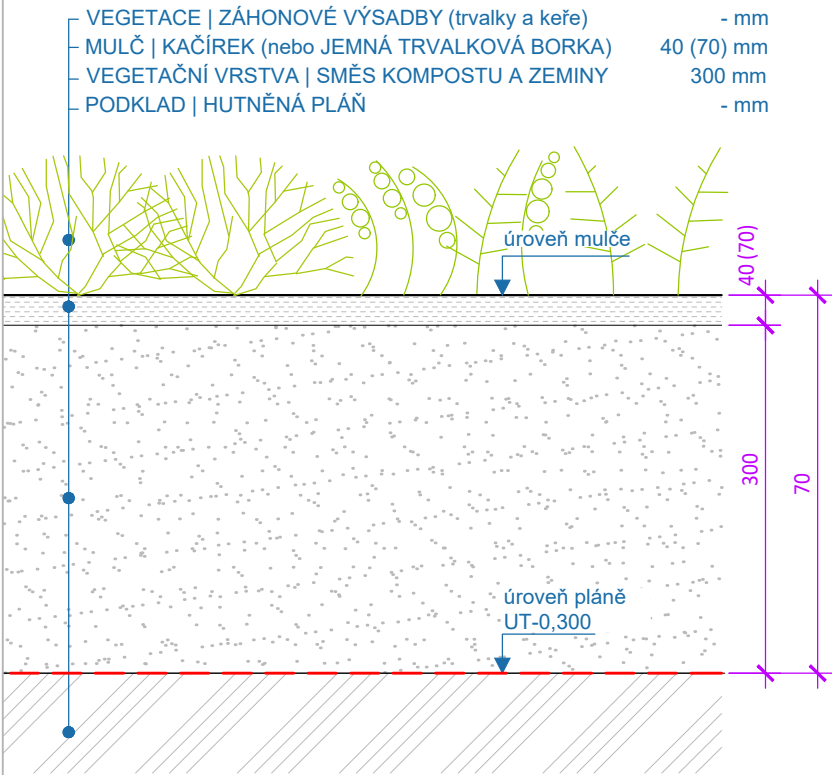 VEGETACE | ZÁHONOVÉ VÝSADBY (trvalky a keře) - mm
MULČ | KAČÍREK (nebo JEMNÁ TRVALKOVÁ BORKA) 40 (70) mm
VEGETAČNÍ VRSTVA | SMĚS KOMPOSTU A ZEMINY 300 mm
PODKLAD | HUTNĚNÁ PLÁŇ - mm
úroveň mulče
40 (70)
300
70
úroveň pláně
UT-0,300